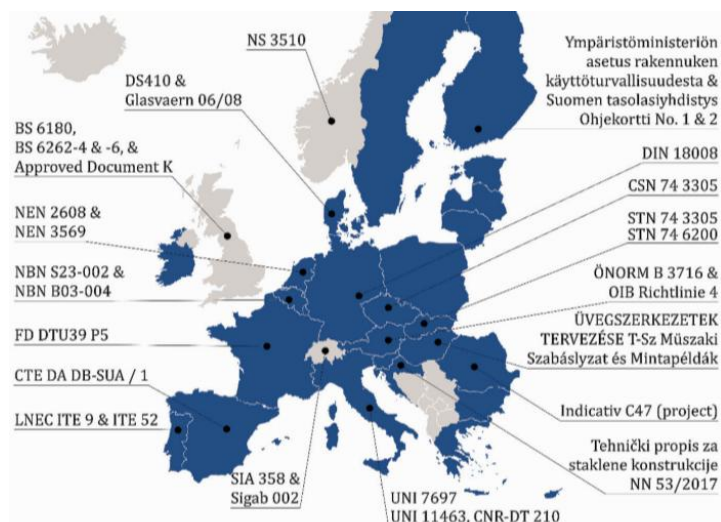 NS 3510
DS410 &
Glasvaern 06/08
BS 6180,
BS 6262-4 & -6, &
Approved Document K
NEN 2608 &
NEN 3569
NBN S23-002 &
NBN B03-004
FD DTU39 P5
CTE DA DB-SUA / 1
LNEC ITE 9 & ITE 52
SIA 358 &
Sigab 002
UNI 7697
UNI 11463, CNR-DT 210
Ympäristöministeriön
asetus rakennuken
käyttöturvallisuudesta &
Suomen tasolasiyhdistys
Ohjekortti No. 1 & 2
DIN 18008
CSN 74 3305
STN 74 3305
STN 74 6200
ÖNORM B 3716 &
OIB Richtlinie 4
ÜVEGSZERKEZETEK
TERVEZÉSE T-Sz Müszaki
Szabáslyzat és Mintapéldák
Indicativ C47 (project)
Tehnički propis za
staklene konstrukcije
NN 53/2017